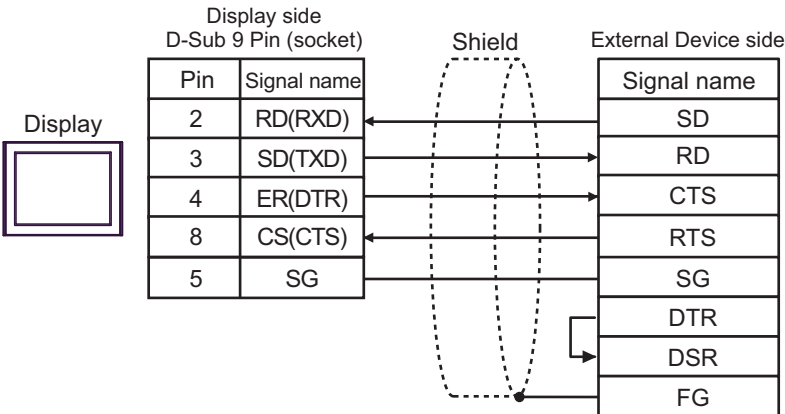 Display side
D-Sub 9 Pin (socket)
Shield
External Device side
Display
Pin Signal name
Signal name
2 RD(RXD)
SD
3 SD(TXD)
RD
4 ER(DTR)
CTS
8 CS(CTS)
RTS
5 SG
SG
DTR
DSR
FG